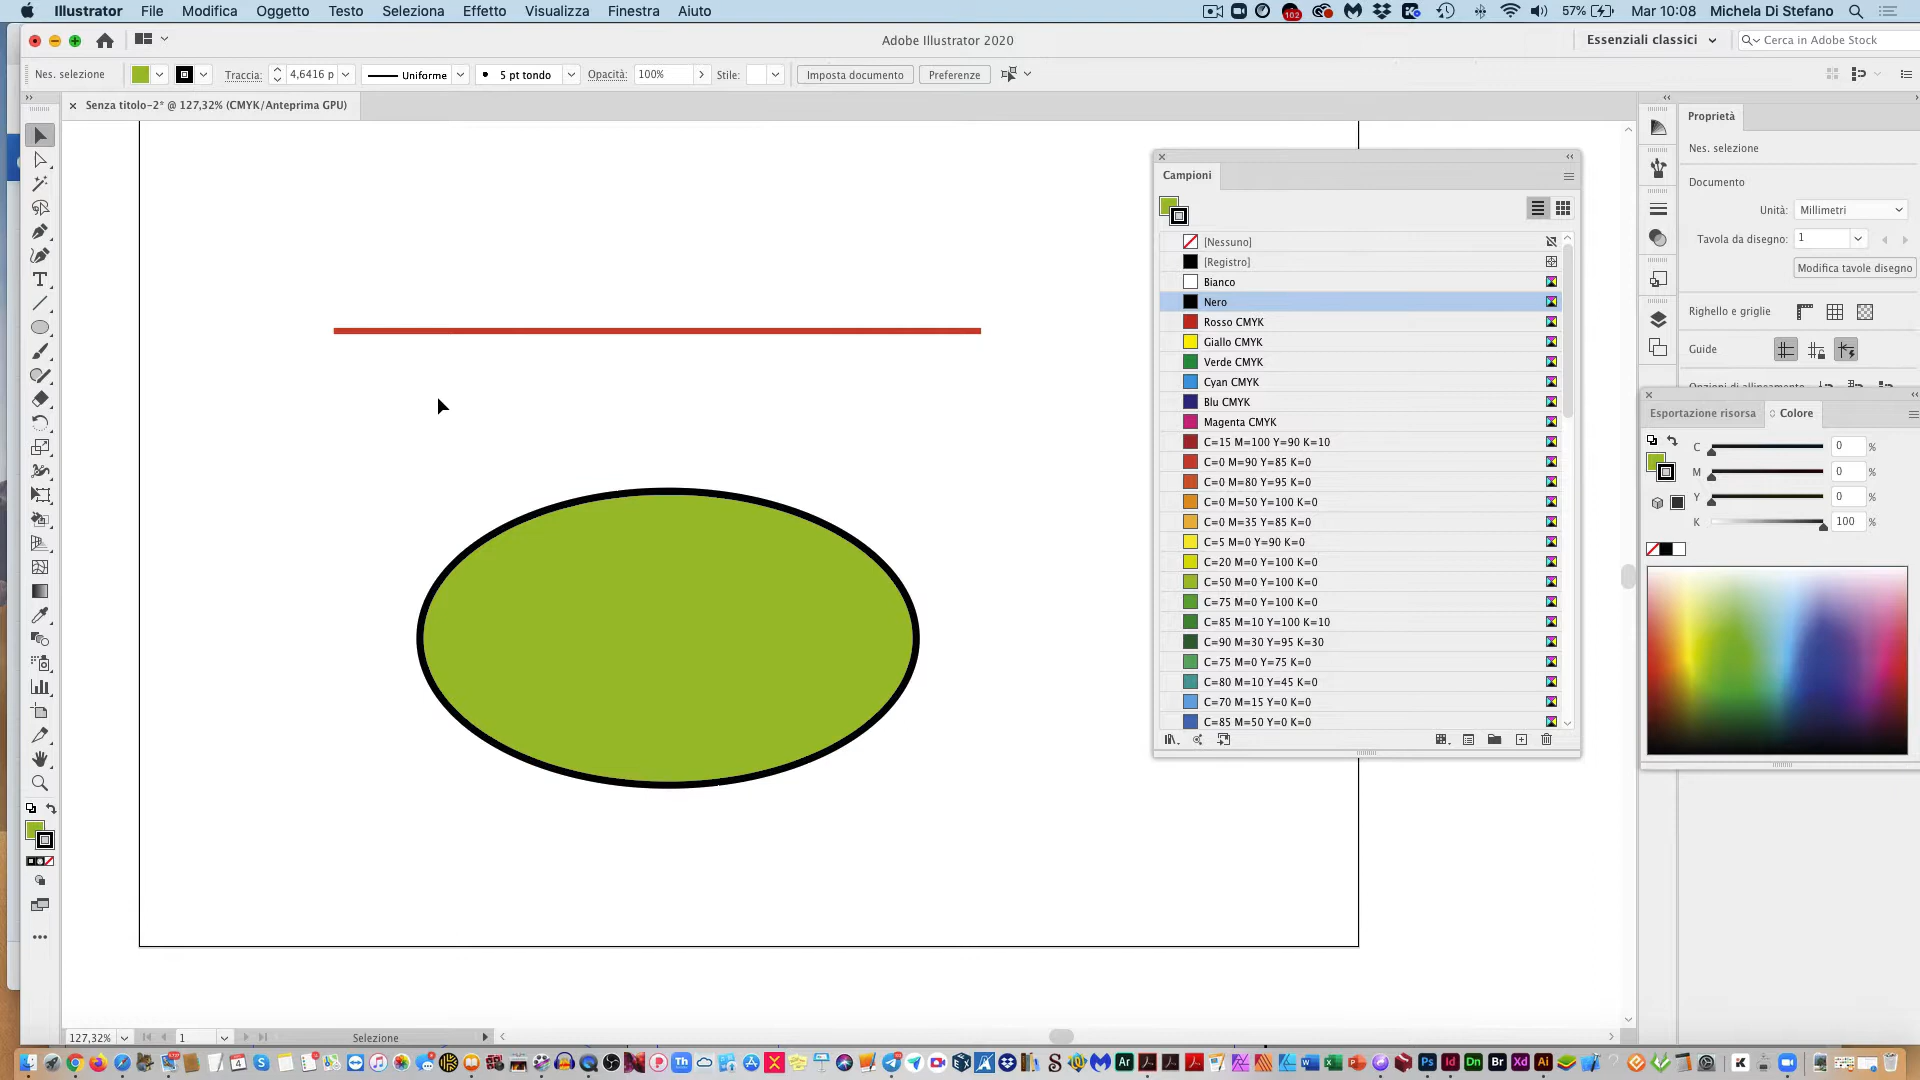 Illustrator File Modifica Oggetto Testo Seleziona Effetto Visualizza Finestra Aiuto 102 57% Mar 10:08 Michela Di Stefano
Adobe Illustrator 2020 Essenziali classici Cerca in Adobe Stock
Nes. selezione Traccia: 4,6416 p Uniforme 5 pt tondo Opacità: 100% Stile: Imposta documento Preferenze
Senza titolo-2* @ 127,32% (CMYK/Anteprima GPU)
Campioni
[Nessuno]
[Registro]
Bianco
Nero
Rosso CMYK
Giallo CMYK
Verde CMYK
Cyan CMYK
Blu CMYK
Magenta CMYK
C=15 M=100 Y=90 K=10
C=0 M=90 Y=85 K=0
C=0 M=80 Y=95 K=0
C=0 M=50 Y=100 K=0
C=0 M=35 Y=85 K=0
C=5 M=0 Y=90 K=0
C=20 M=0 Y=100 K=0
C=50 M=0 Y=100 K=0
C=75 M=0 Y=100 K=0
C=85 M=10 Y=100 K=10
C=90 M=30 Y=95 K=30
C=75 M=0 Y=75 K=0
C=80 M=10 Y=45 K=0
C=70 M=15 Y=0 K=0
C=85 M=50 Y=0 K=0
Proprietà
Nes. selezione
Documento
Unità: Millimetri
Tavola da disegno: 1
Modifica tavole disegno
Righello e griglie
Guide
Esportazione risorsa Colore
C 0 %
M 0 %
Y 0 %
K 100 %
127,32% 1 Selezione